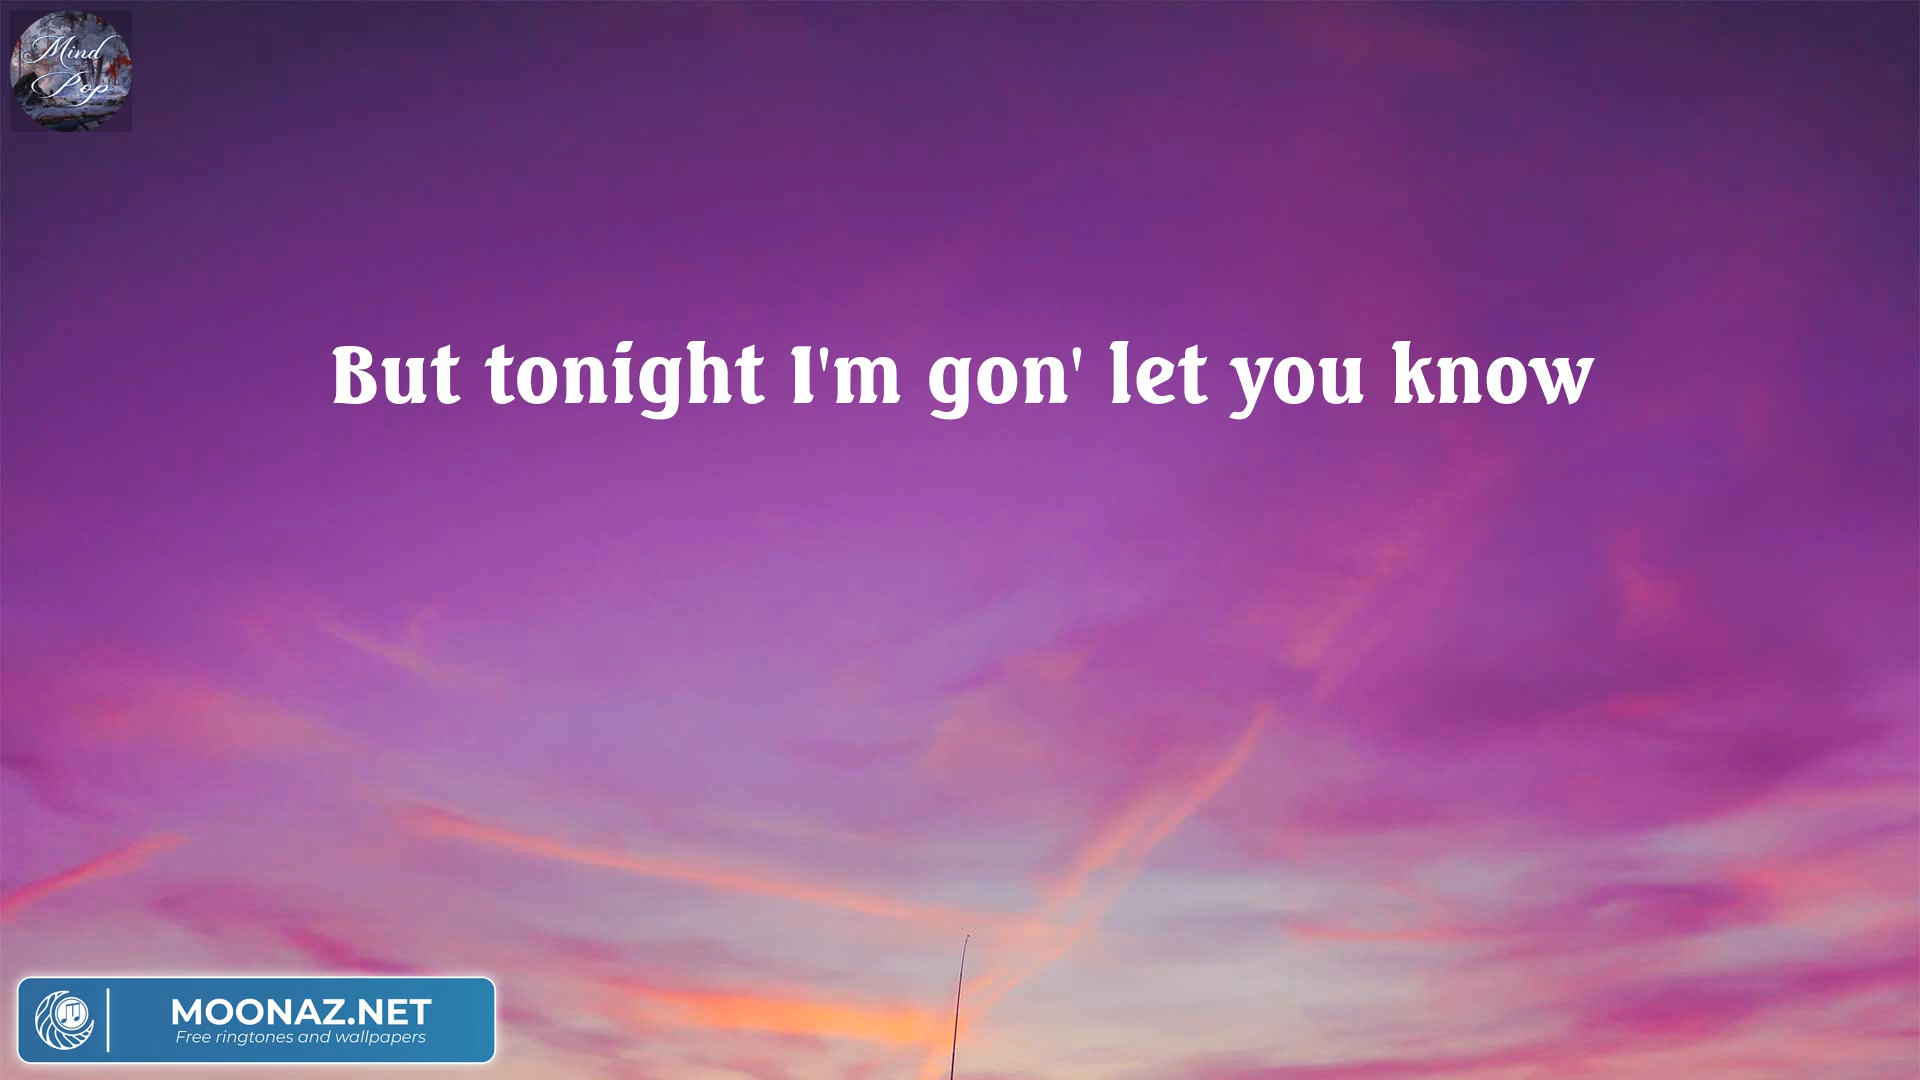 Mind
Pop
But tonight I'm gon' let you know
MOONAZ.NET
Free ringtones and wallpapers